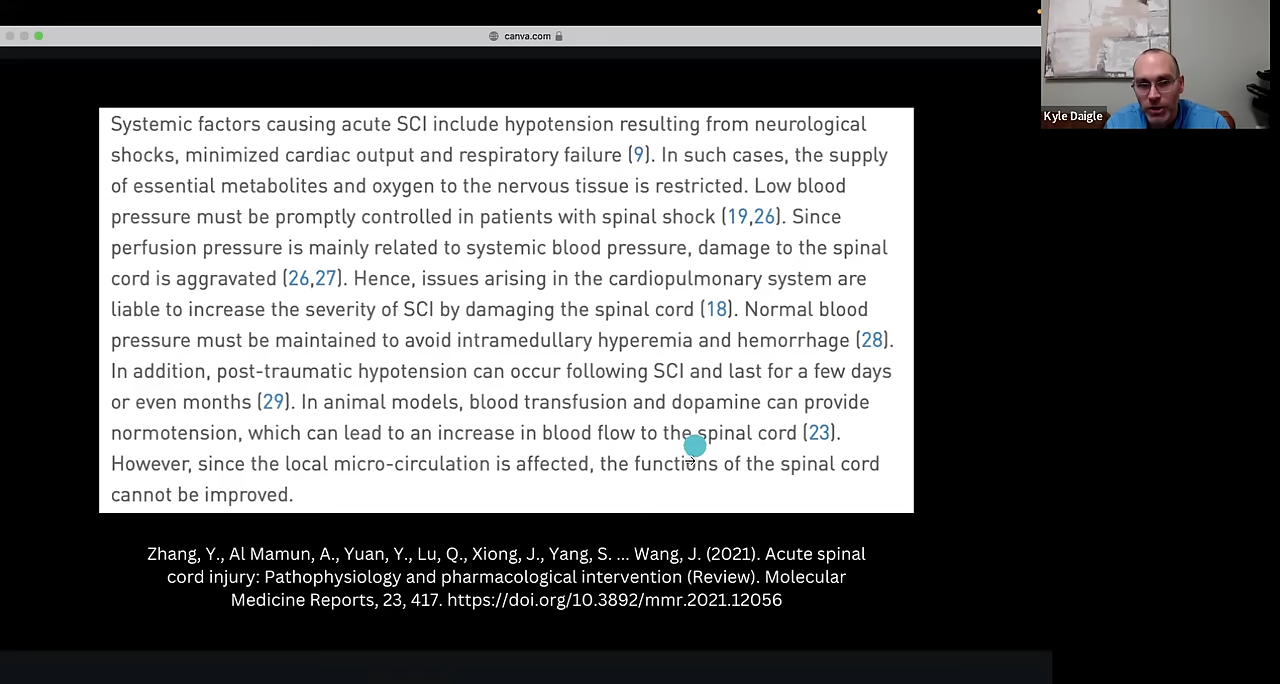 canva.com
Kyle Daigle
Systemic factors causing acute SCI include hypotension resulting from neurological
shocks, minimized cardiac output and respiratory failure (9). In such cases, the supply
of essential metabolites and oxygen to the nervous tissue is restricted. Low blood
pressure must be promptly controlled in patients with spinal shock (19,26). Since
perfusion pressure is mainly related to systemic blood pressure, damage to the spinal
cord is aggravated (26,27). Hence, issues arising in the cardiopulmonary system are
liable to increase the severity of SCI by damaging the spinal cord (18). Normal blood
pressure must be maintained to avoid intramedullary hyperemia and hemorrhage (28).
In addition, post-traumatic hypotension can occur following SCI and last for a few days
or even months (29). In animal models, blood transfusion and dopamine can provide
normotension, which can lead to an increase in blood flow to the spinal cord (23).
However, since the local micro-circulation is affected, the functions of the spinal cord
cannot be improved.
Zhang, Y., Al Mamun, A., Yuan, Y., Lu, Q., Xiong, J., Yang, S. ... Wang, J. (2021). Acute spinal
cord injury: Pathophysiology and pharmacological intervention (Review). Molecular
Medicine Reports, 23, 417. https://doi.org/10.3892/mmr.2021.12056